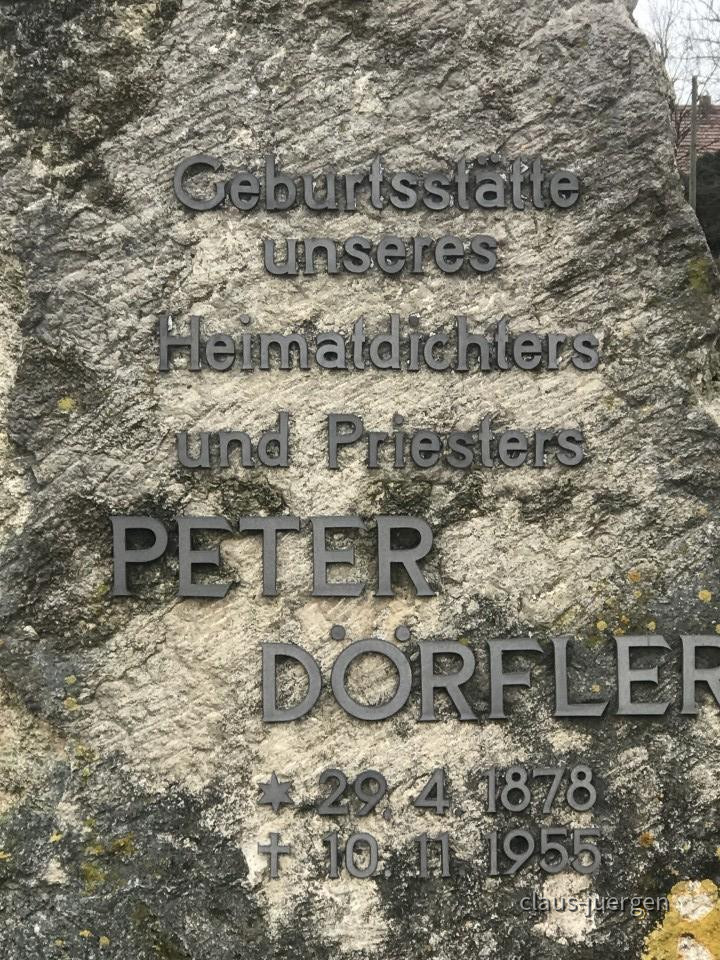 Geburtsstätte
unseres
Heimatdichters
und Priesters
PETER
DÖRFLER
* 29. 4 1878
† 10. 11 1955
claus-juergen